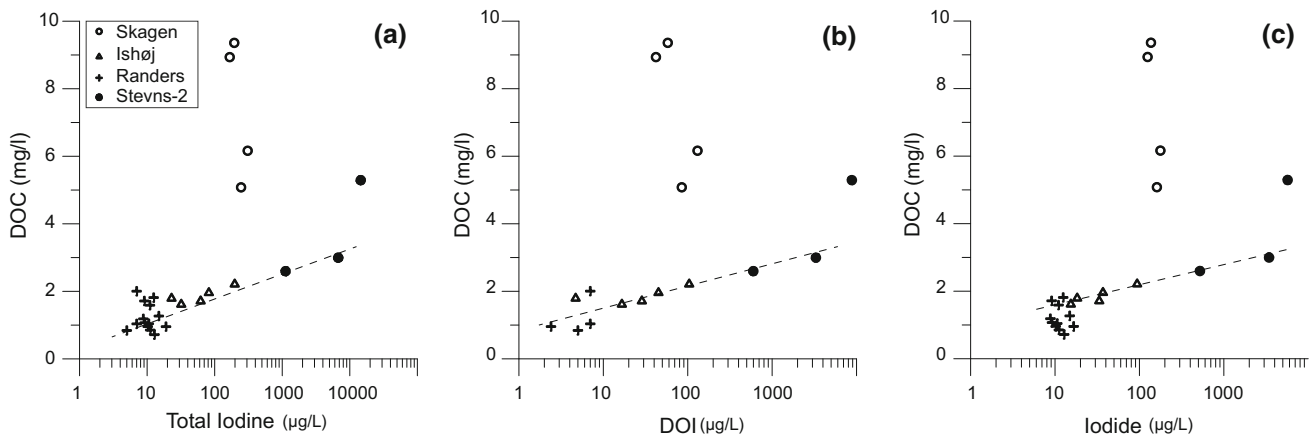 10
8
6
4
2
0
DOC (mg/l)
Skagen
Ishøj
Randers
Stevns-2
(a)
1 10 100 1000 10000
Total Iodine (µg/L)
10
8
6
4
2
0
DOC (mg/L)
(b)
1 10 100 1000
DOI (µg/L)
10
8
6
4
2
0
DOC (mg/L)
(c)
1 10 100 1000
Iodide (µg/L)